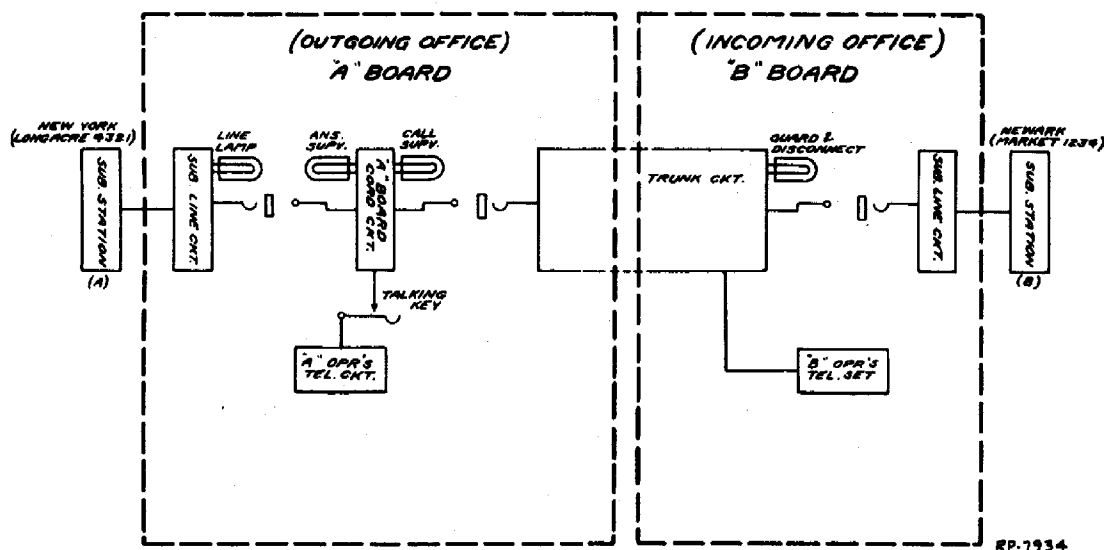 (OUTGOING OFFICE)
"A" BOARD
(INCOMING OFFICE)
"B" BOARD
NEW YORK
(LONGACRE 4321)
LINE
LAMP
ANS.
SUPV.
CALL
SUPV.
GUARD &
DISCONNECT
NEWARK
(MARKET 1234)
SUB. STATION
(A)
SUB. LINE CKT.
"A" BOARD
CORD CKT.
TRUNK CKT.
SUB. LINE CKT.
SUB. STATION
(B)
TALKING
KEY
"A" OPR'S
TEL. CKT.
"B" OPR'S
TEL. SET
RP-7934